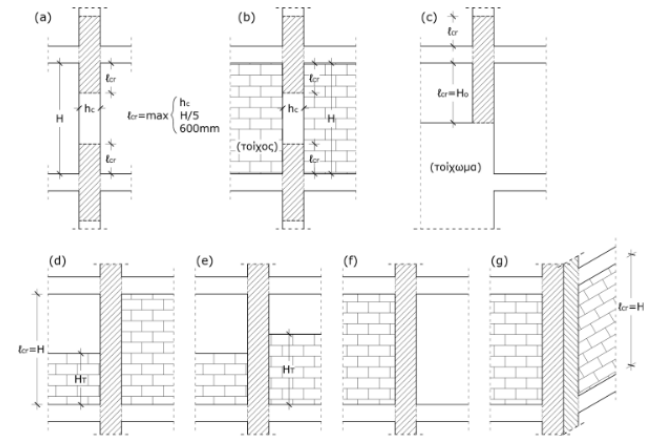 (a)
ℓcr
H
hc
ℓcr=max { hc
H/5
600mm
ℓcr
(b)
ℓcr
hc
H
(τοίχος)
ℓcr
(c)
ℓcr
ℓcr=Ho
(τοίχωμα)
(d)
ℓcr=H
HT
(e)
HT
(f)
(g)
ℓcr=H